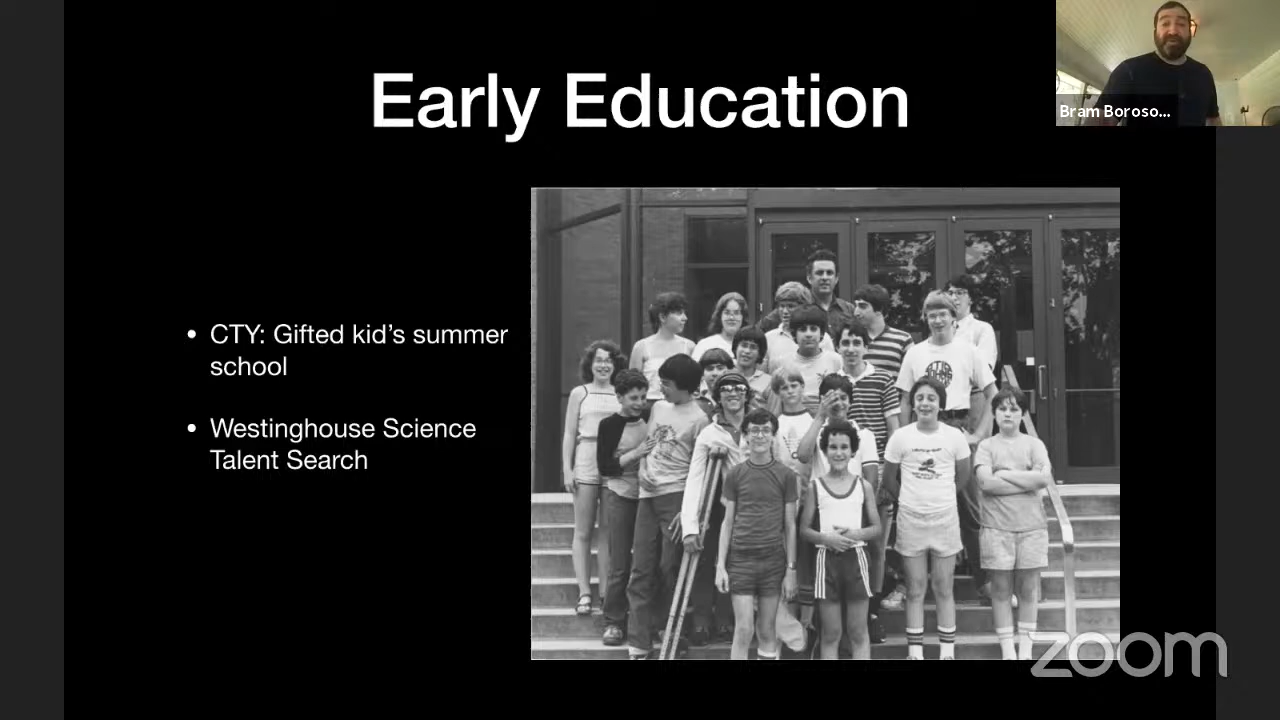 Early Education
Bram Boroso...
• CTY: Gifted kid's summer
school
• Westinghouse Science
Talent Search
zoom